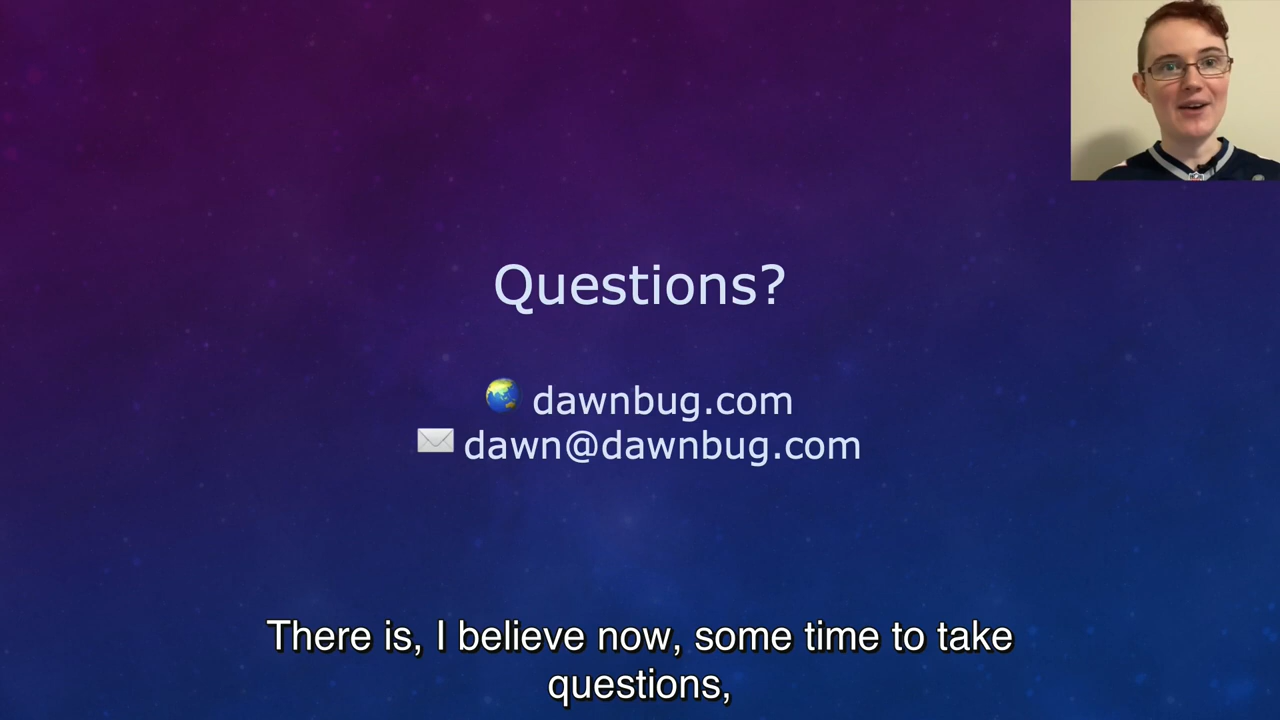 Questions?
dawnbug.com
dawn@dawnbug.com
There is, I believe now, some time to take
questions,